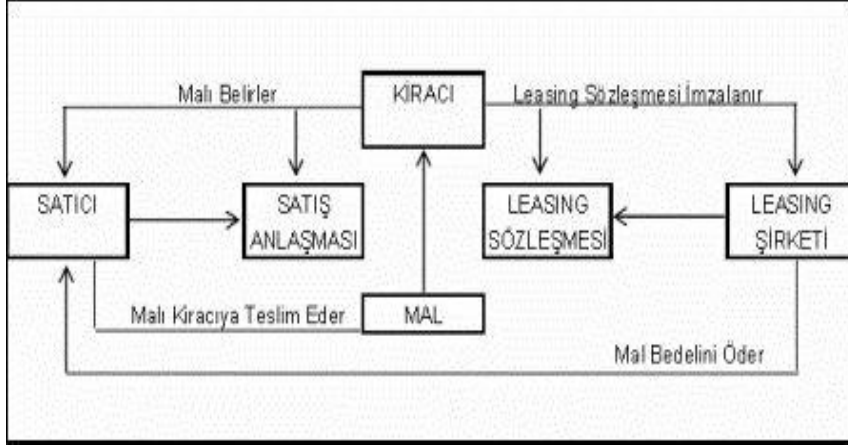 KİRACI
Malı Belirler
Leasing Sözleşmesi İmzalanır
SATICI
SATIŞ
ANLAŞMASI
LEASING
SÖZLEŞMESİ
LEASING
ŞİRKETİ
Malı Kiracıya Teslim Eder
MAL
Mal Bedelini Öder